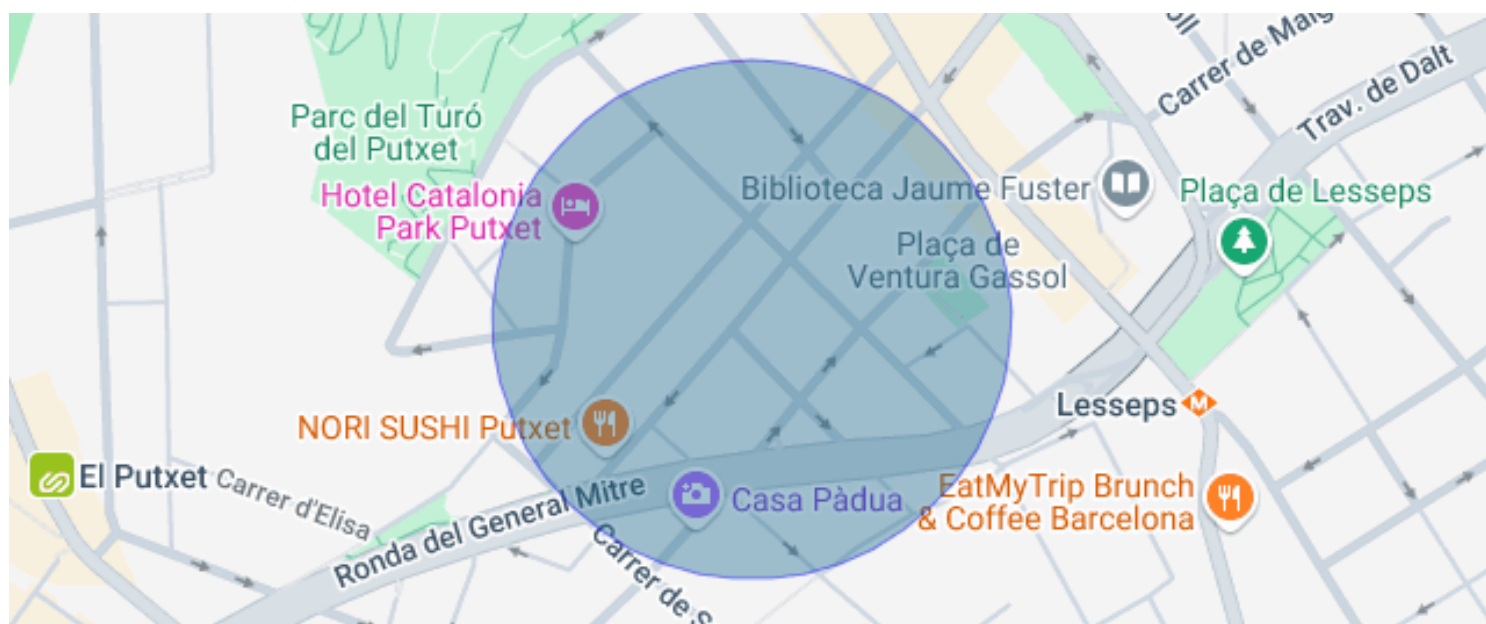 Carrer de Maig
Trav. de Dalt
Parc del Turó
del Putxet
Hotel Catalonia
Park Putxet
Biblioteca Jaume Fuster
Plaça de Lesseps
Plaça de
Ventura Gassol
Lesseps
M
NORI SUSHI Putxet
El Putxet
Carrer d'Elisa
Ronda del General Mitre
Casa Pàdua
EatMyTrip Brunch
& Coffee Barcelona
Carrer de S